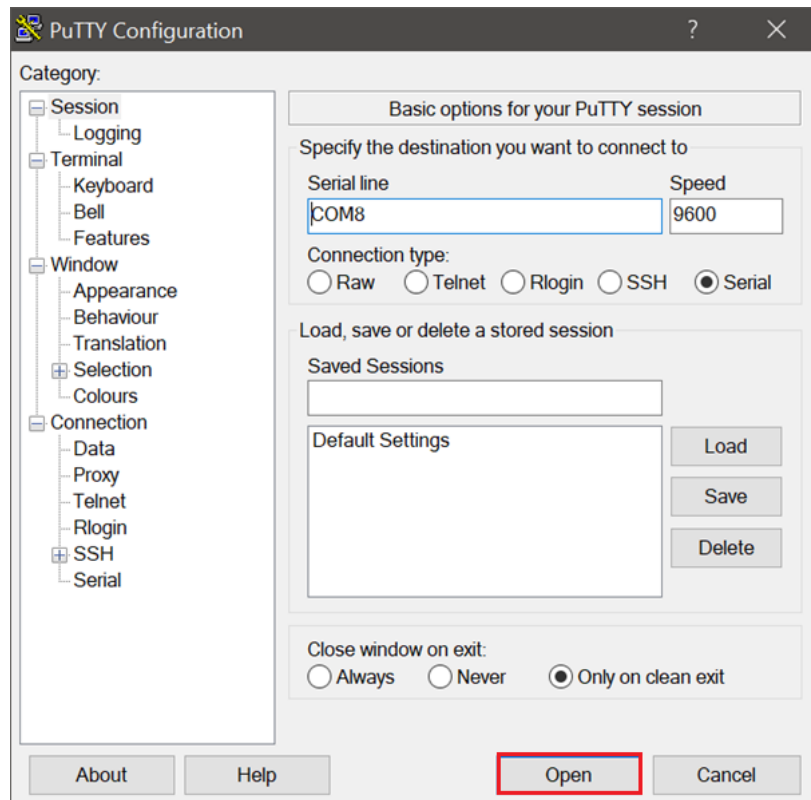 PuTTY Configuration
?
Category:
Session
Logging
Terminal
Keyboard
Bell
Features
Window
Appearance
Behaviour
Translation
Selection
Colours
Connection
Data
Proxy
Telnet
Rlogin
SSH
Serial
Basic options for your PuTTY session
Specify the destination you want to connect to
Serial line Speed
COM8 9600
Connection type:
Raw Telnet Rlogin SSH Serial
Load, save or delete a stored session
Saved Sessions
Default Settings
Load
Save
Delete
Close window on exit:
Always Never Only on clean exit
About Help Open Cancel